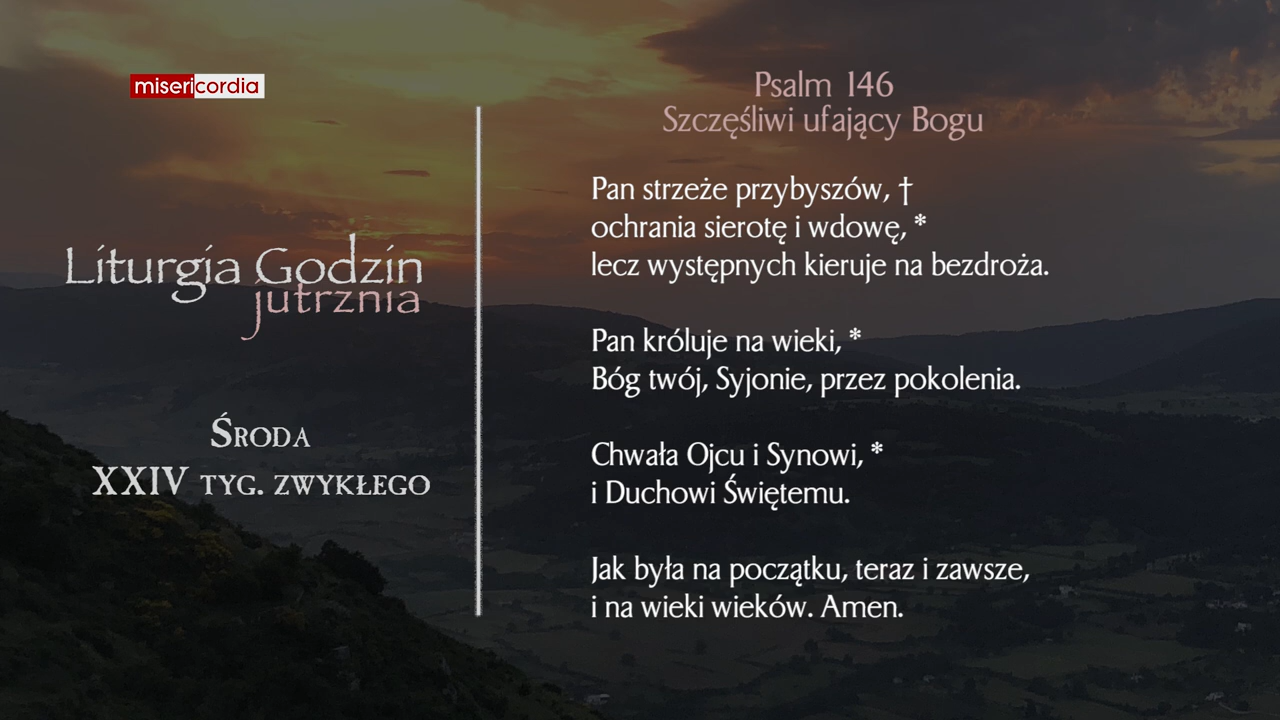 misericordia
Liturgia Godzin
jutrznia
Środa
XXIV tyg. zwykłego
Psalm 146
Szczęśliwi ufający Bogu
Pan strzeże przybyszów, †
ochrania sierotę i wdowę, *
lecz występnych kieruje na bezdroża.
Pan króluje na wieki, *
Bóg twój, Syjonie, przez pokolenia.
Chwała Ojcu i Synowi, *
i Duchowi Świętemu.
Jak była na początku, teraz i zawsze,
i na wieki wieków. Amen.